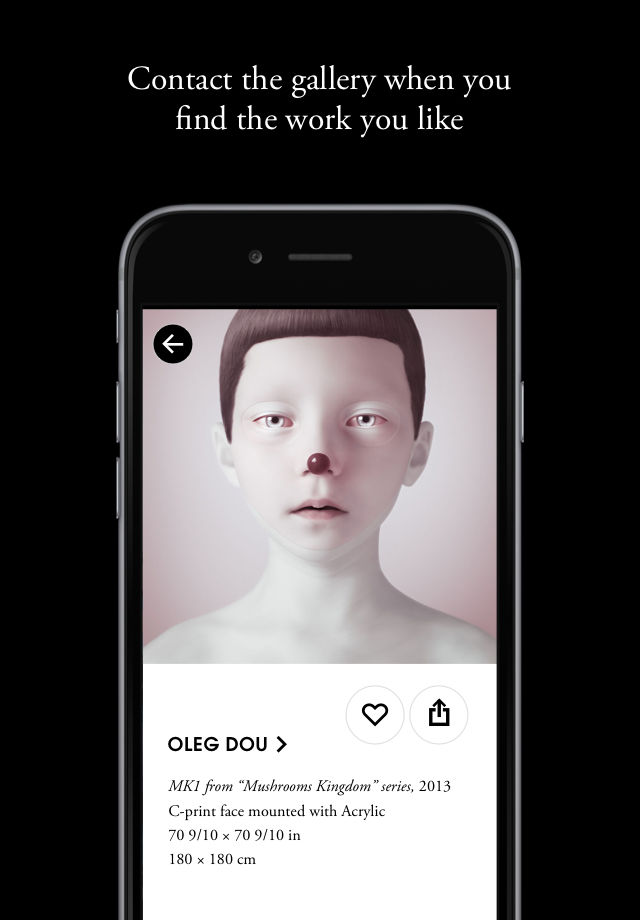 Contact the gallery when you
find the work you like
OLEG DOU
MK1 from “Mushrooms Kingdom” series, 2013
C-print face mounted with Acrylic
70 9/10 × 70 9/10 in
180 × 180 cm